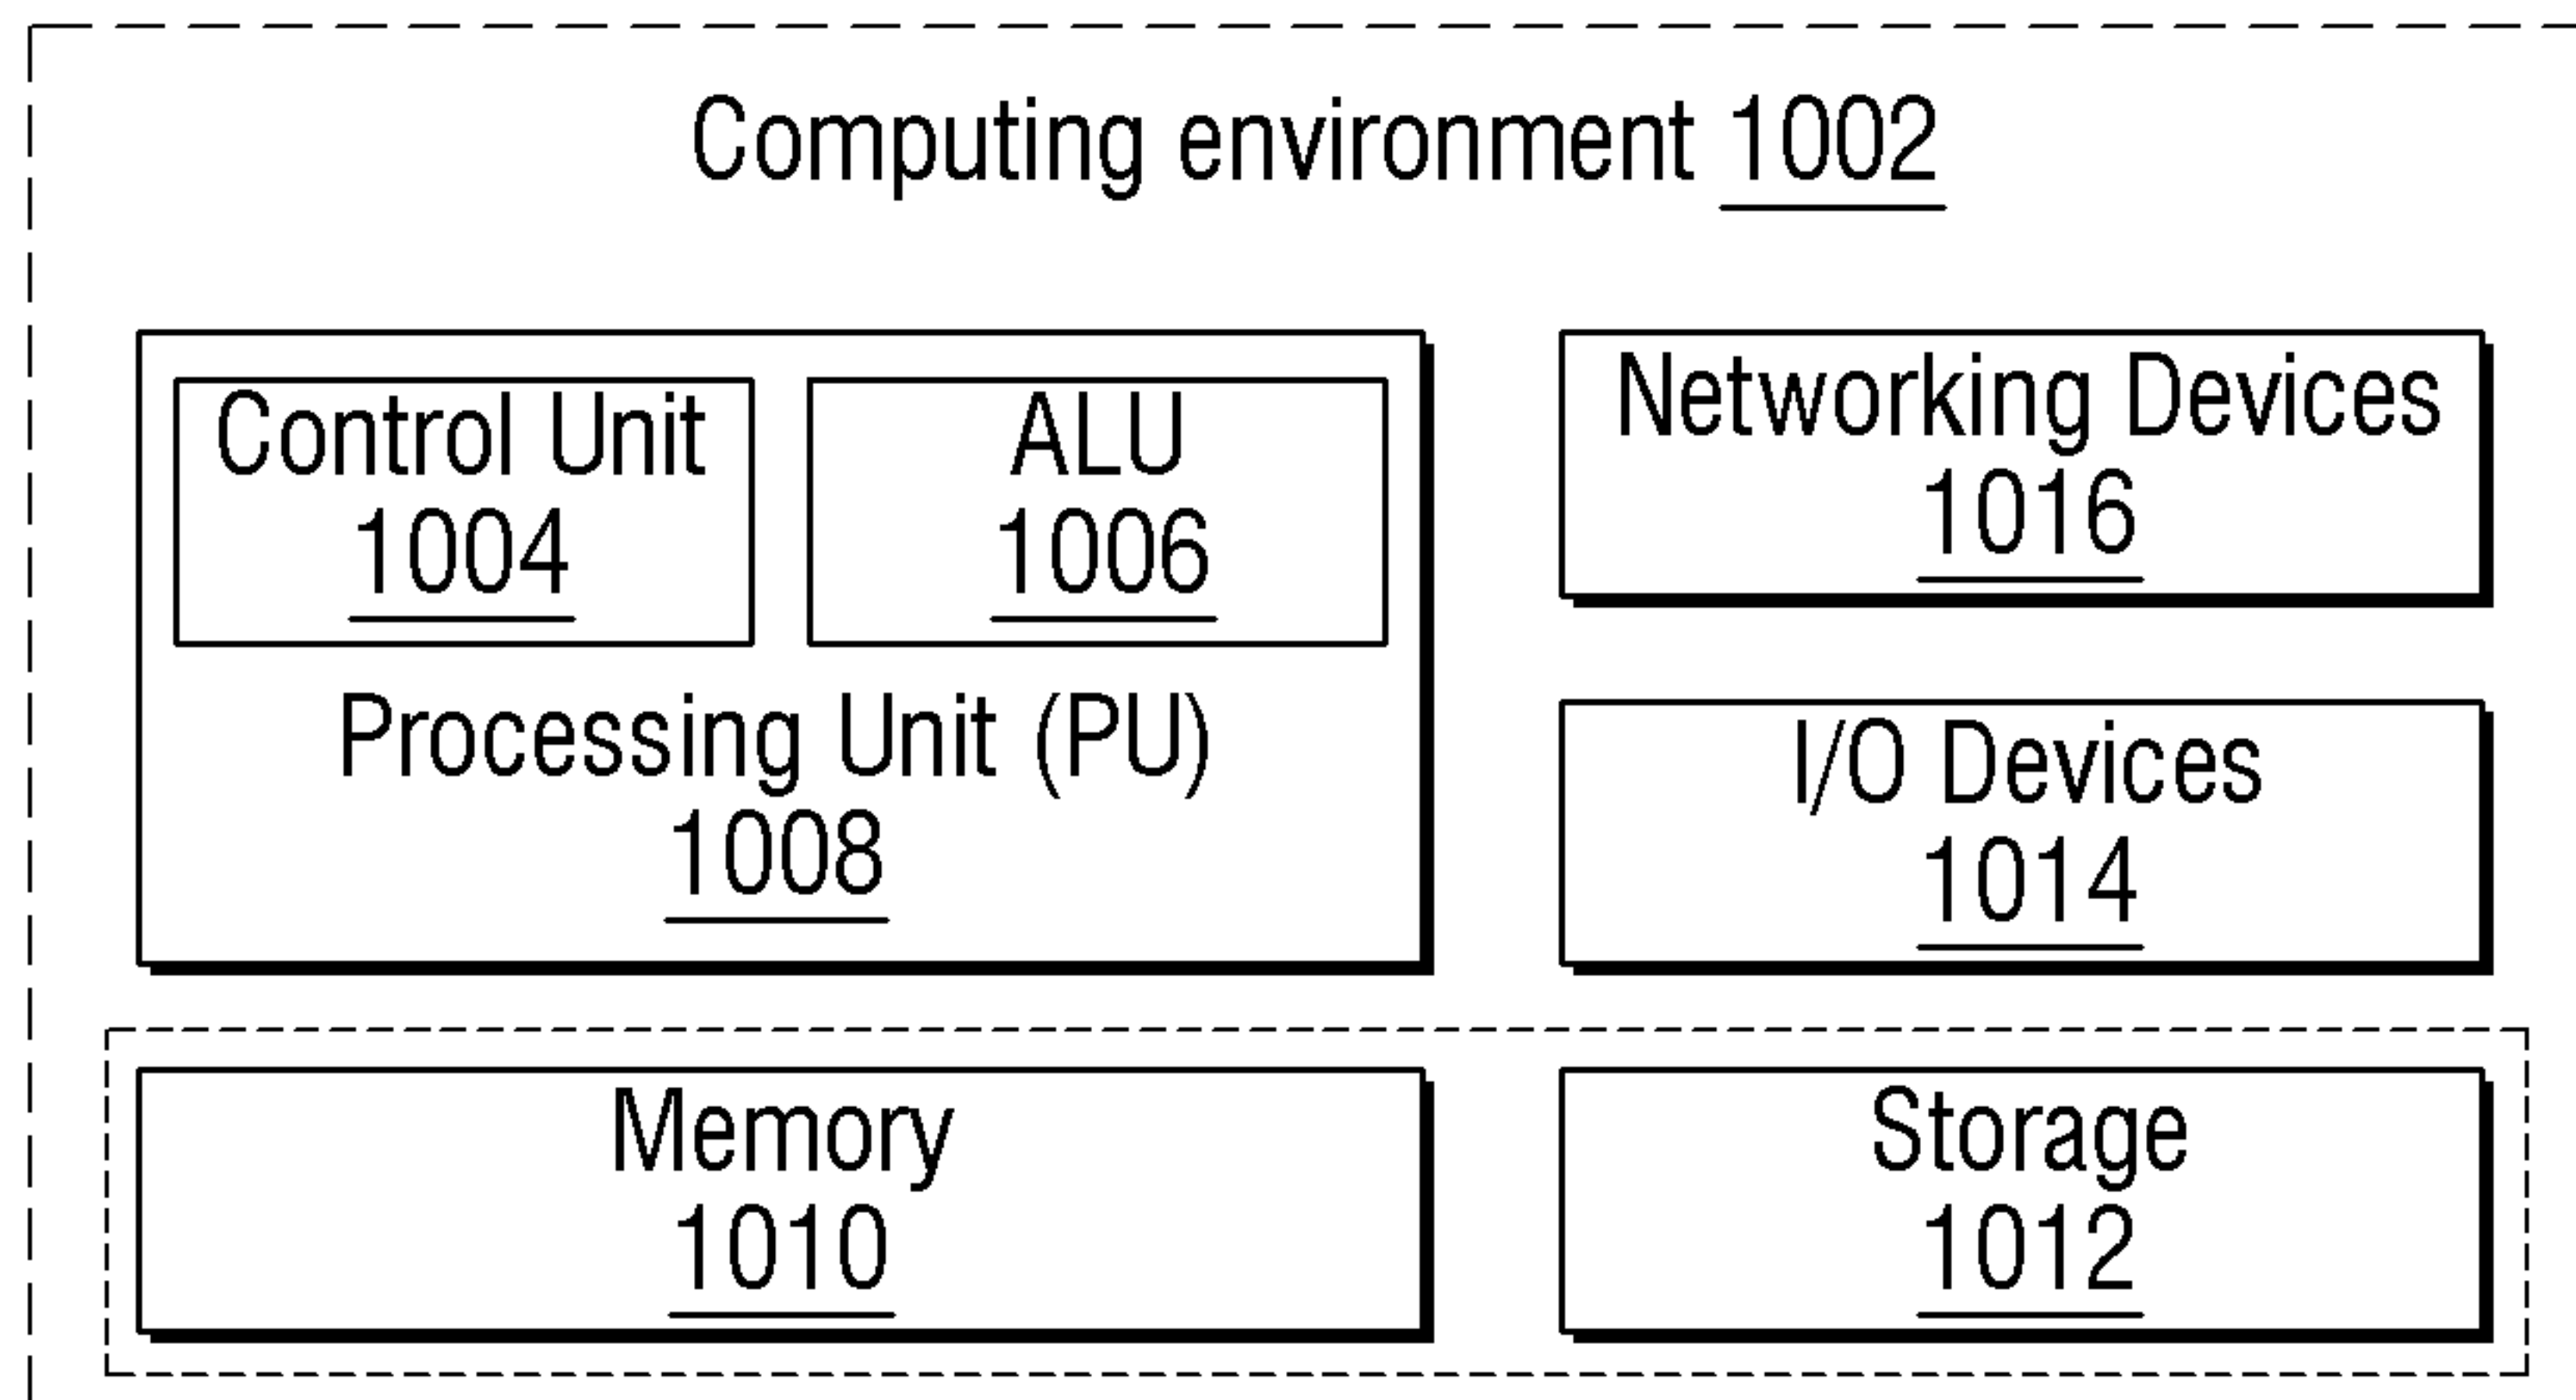 Computing environment 1002
Control Unit
1004
ALU
1006
Processing Unit (PU)
1008
Networking Devices
1016
I/O Devices
1014
Memory
1010
Storage
1012